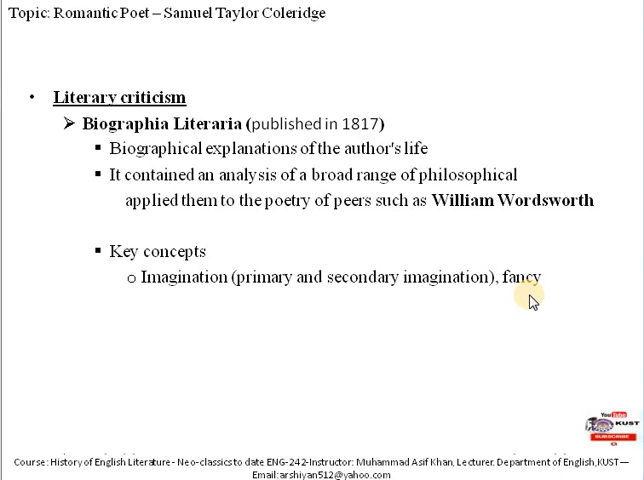 Topic: Romantic Poet – Samuel Taylor Coleridge
• Literary criticism
➢ Biographia Literaria (published in 1817)
▪ Biographical explanations of the author's life
▪ It contained an analysis of a broad range of philosophical
applied them to the poetry of peers such as William Wordsworth
▪ Key concepts
o Imagination (primary and secondary imagination), fancy
YouTube
KUST
SUBSCRIBE
Course: History of English Literature - Neo-classics to date ENG-242-Instructor: Muhammad Asif Khan, Lecturer. Department of English,KUST—
Email:arshiyan512@yahoo.com